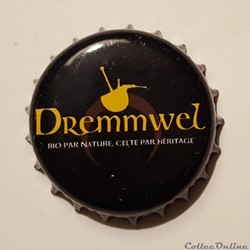 DREMMWEL
BIO PAR NATURE, CELTE PAR HÉRITAGE
CollecOnline